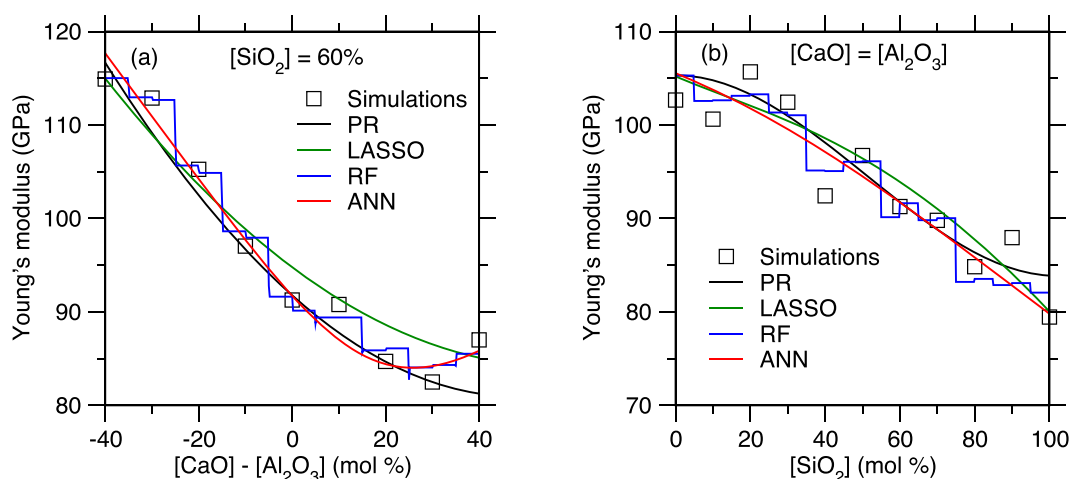 (a)
[SiO2] = 60%
Simulations
PR
LASSO
RF
ANN
Young's modulus (GPa)
120
110
100
90
80
-40
-20
0
20
40
[CaO] - [Al2O3] (mol %)
(b)
[CaO] = [Al2O3]
Simulations
PR
LASSO
RF
ANN
Young's modulus (GPa)
120
110
100
90
80
70
0
20
40
60
80
100
[SiO2] (mol %)